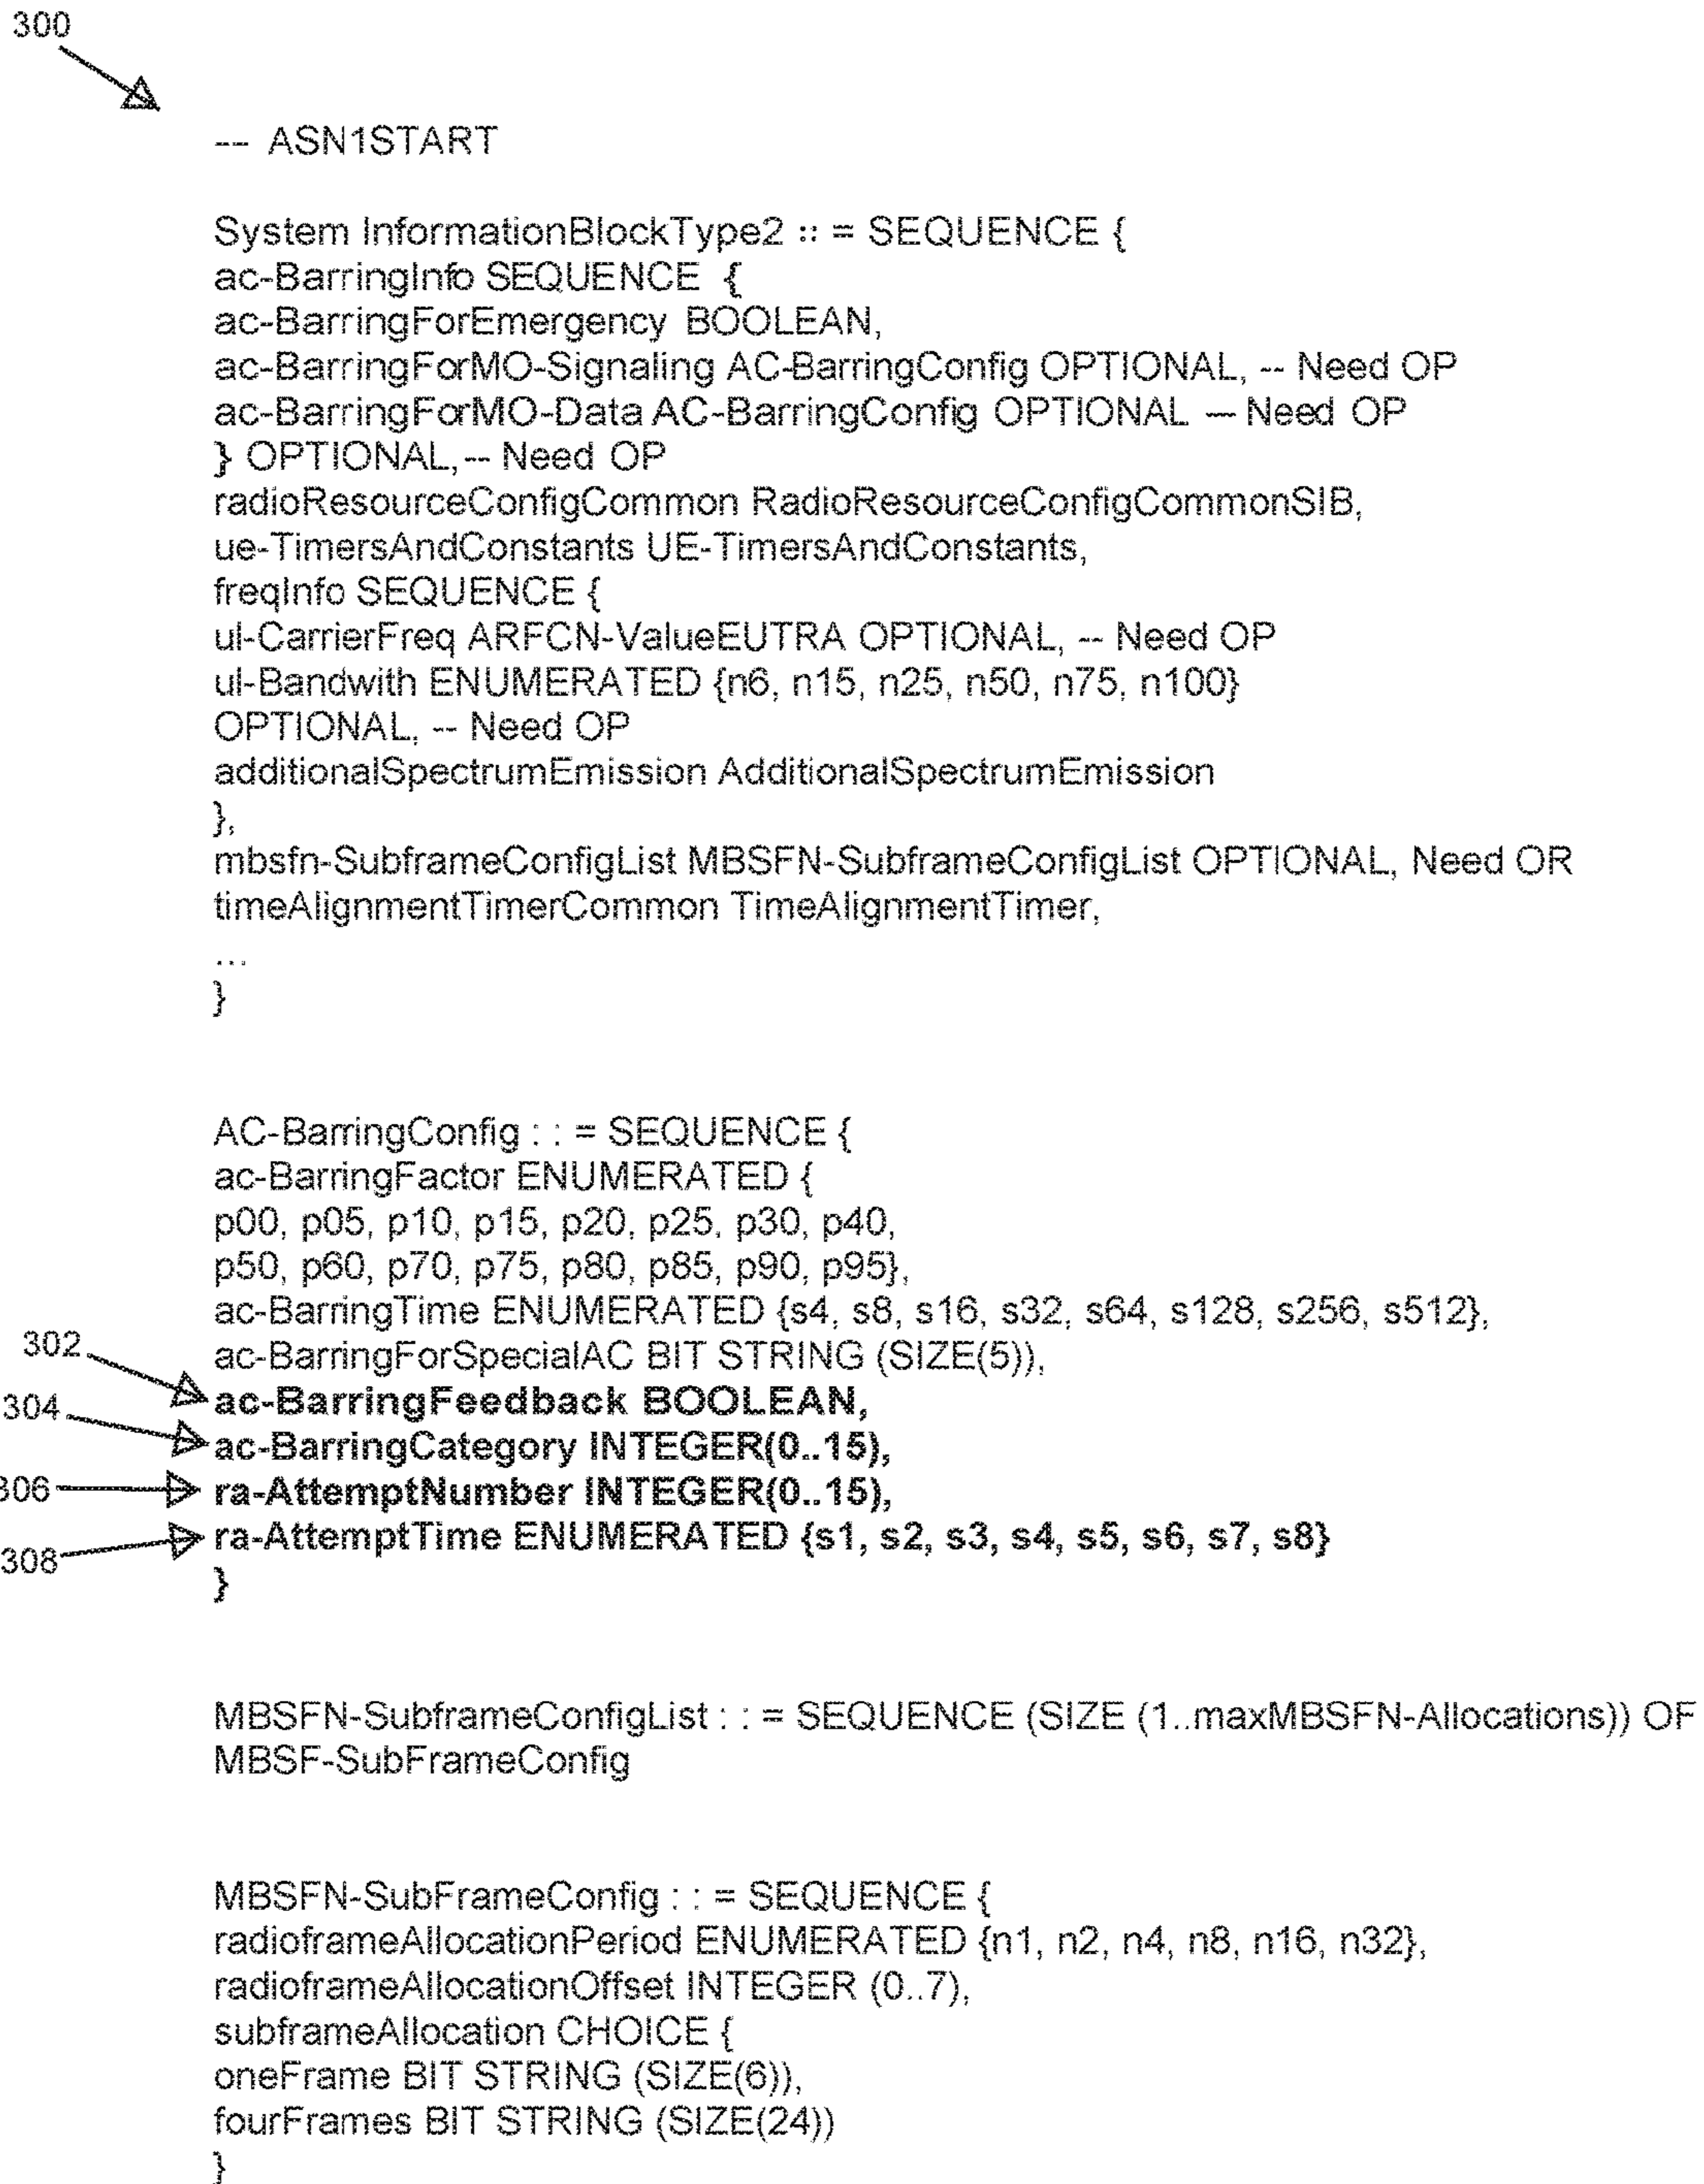 300
--- ASN1START
System InformationBlockType2 :: = SEQUENCE {
ac-BarringInfo SEQUENCE {
ac-BarringForEmergency BOOLEAN,
ac-BarringForMO-Signaling AC-BarringConfig OPTIONAL, -- Need OP
ac-BarringForMO-Data AC-BarringConfig OPTIONAL -- Need OP
} OPTIONAL,-- Need OP
radioResourceConfigCommon RadioResourceConfigCommonSIB,
ue-TimersAndConstants UE-TimersAndConstants,
freqInfo SEQUENCE {
ul-CarrierFreq ARFCN-ValueEUTRA OPTIONAL, -- Need OP
ul-Bandwith ENUMERATED {n6, n15, n25, n50, n75, n100}
OPTIONAL, -- Need OP
additionalSpectrumEmission AdditionalSpectrumEmission
},
mbsfn-SubframeConfigList MBSFN-SubframeConfigList OPTIONAL, Need OR
timeAlignmentTimerCommon TimeAlignmentTimer,
...
}
AC-BarringConfig : : = SEQUENCE {
ac-BarringFactor ENUMERATED {
p00, p05, p10, p15, p20, p25, p30, p40,
p50, p60, p70, p75, p80, p85, p90, p95},
ac-BarringTime ENUMERATED {s4, s8, s16, s32, s64, s128, s256, s512},
ac-BarringForSpecialAC BIT STRING (SIZE(5)),
302 ac-BarringFeedback BOOLEAN,
304 ac-BarringCategory INTEGER(0..15),
306 ra-AttemptNumber INTEGER(0..15),
308 ra-AttemptTime ENUMERATED {s1, s2, s3, s4, s5, s6, s7, s8}
}
MBSFN-SubframeConfigList : : = SEQUENCE (SIZE (1..maxMBSFN-Allocations)) OF
MBSF-SubFrameConfig
MBSFN-SubFrameConfig : : = SEQUENCE {
radioframeAllocationPeriod ENUMERATED {n1, n2, n4, n8, n16, n32},
radioframeAllocationOffset INTEGER (0..7),
subframeAllocation CHOICE {
oneFrame BIT STRING (SIZE(6)),
fourFrames BIT STRING (SIZE(24))
}